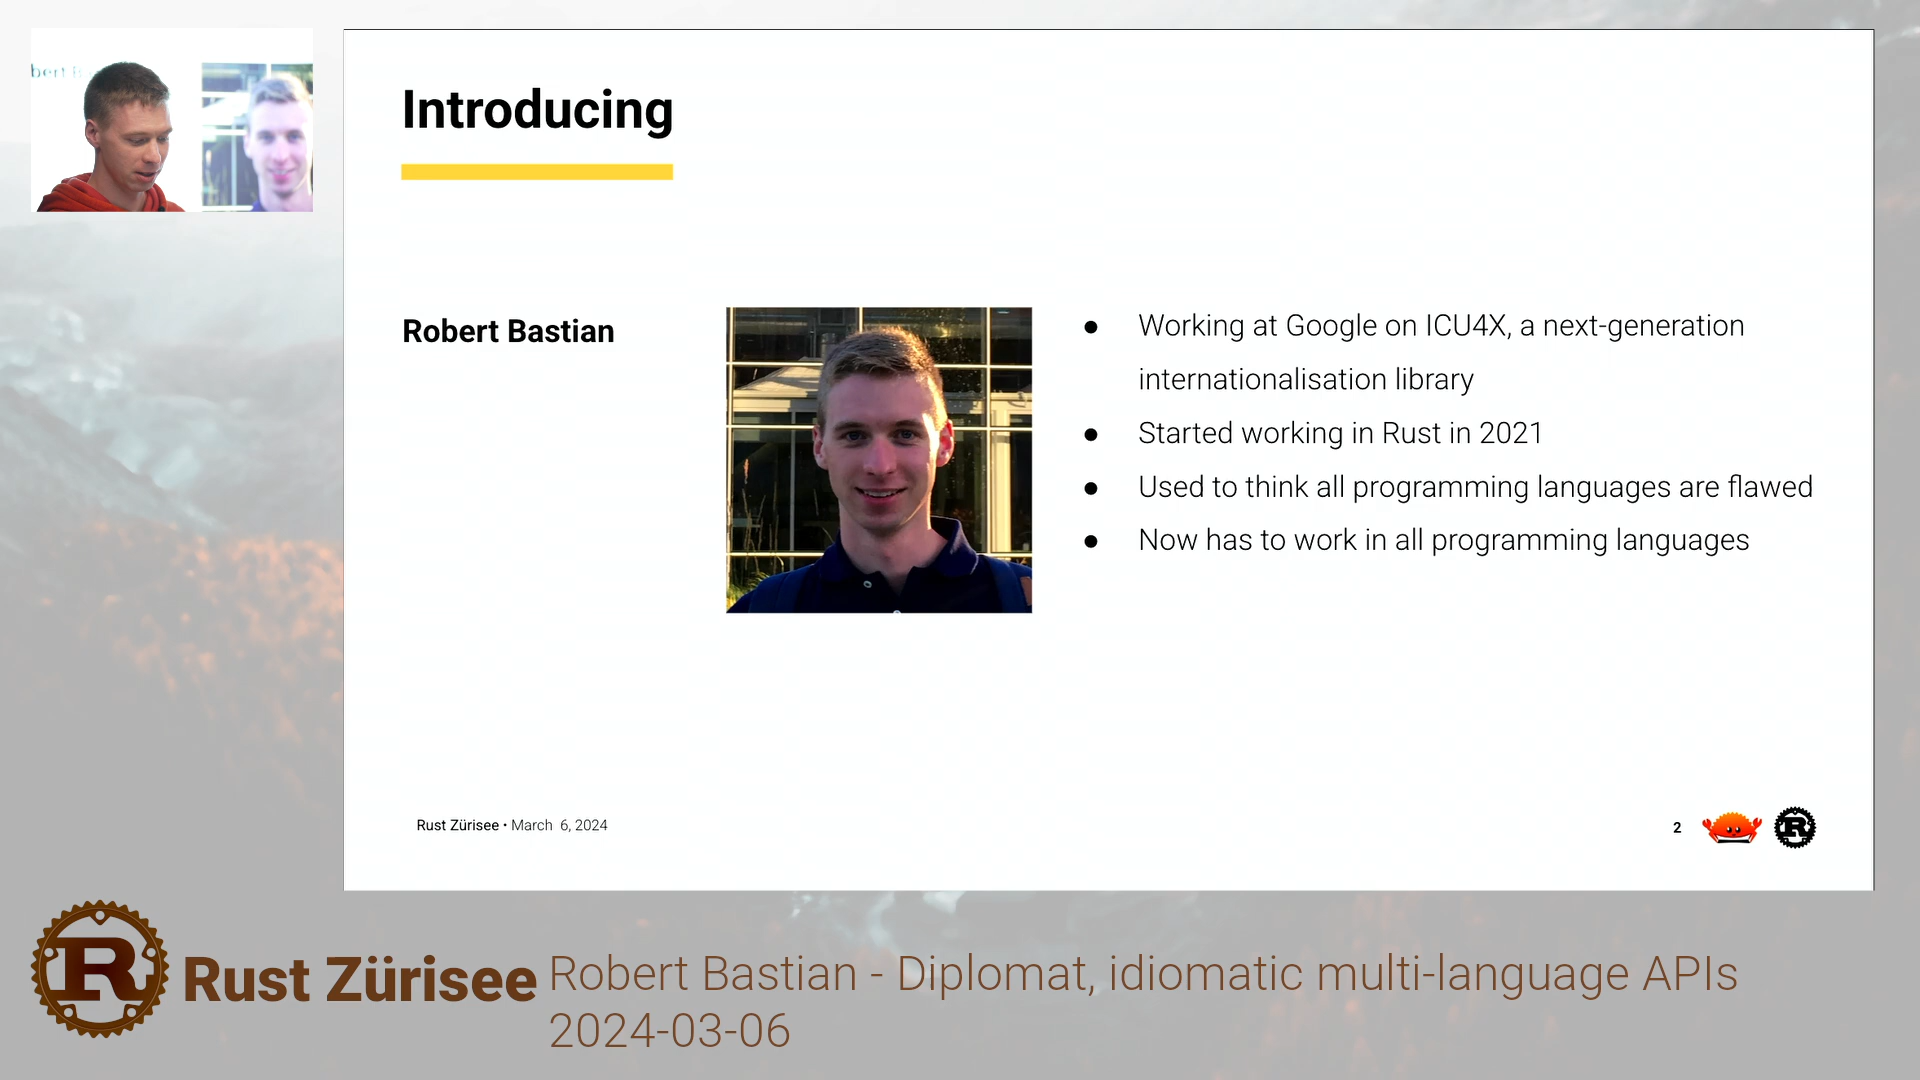 bert B
Introducing
Robert Bastian
● Working at Google on ICU4X, a next-generation
internationalisation library
● Started working in Rust in 2021
● Used to think all programming languages are flawed
● Now has to work in all programming languages
Rust Zürisee • March 6, 2024
2
R
R
Rust Zürisee
Robert Bastian - Diplomat, idiomatic multi-language APIs
2024-03-06